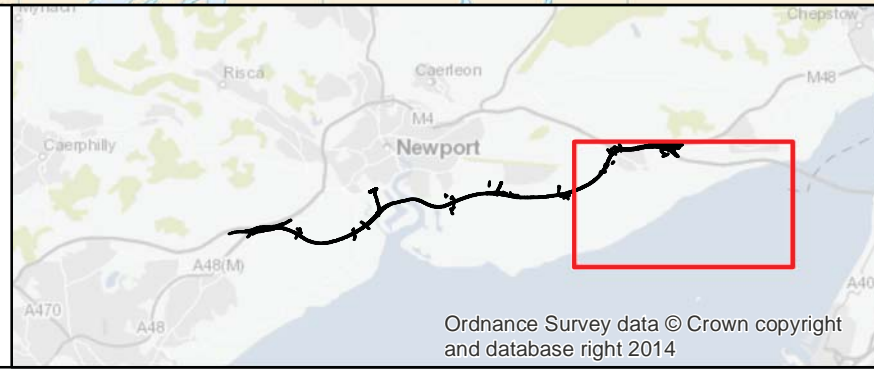 Chepstow
Risca
Caerleon
M48
M4
Caerphilly
Newport
A48(M)
A470
A48
Ordnance Survey data © Crown copyright
and database right 2014